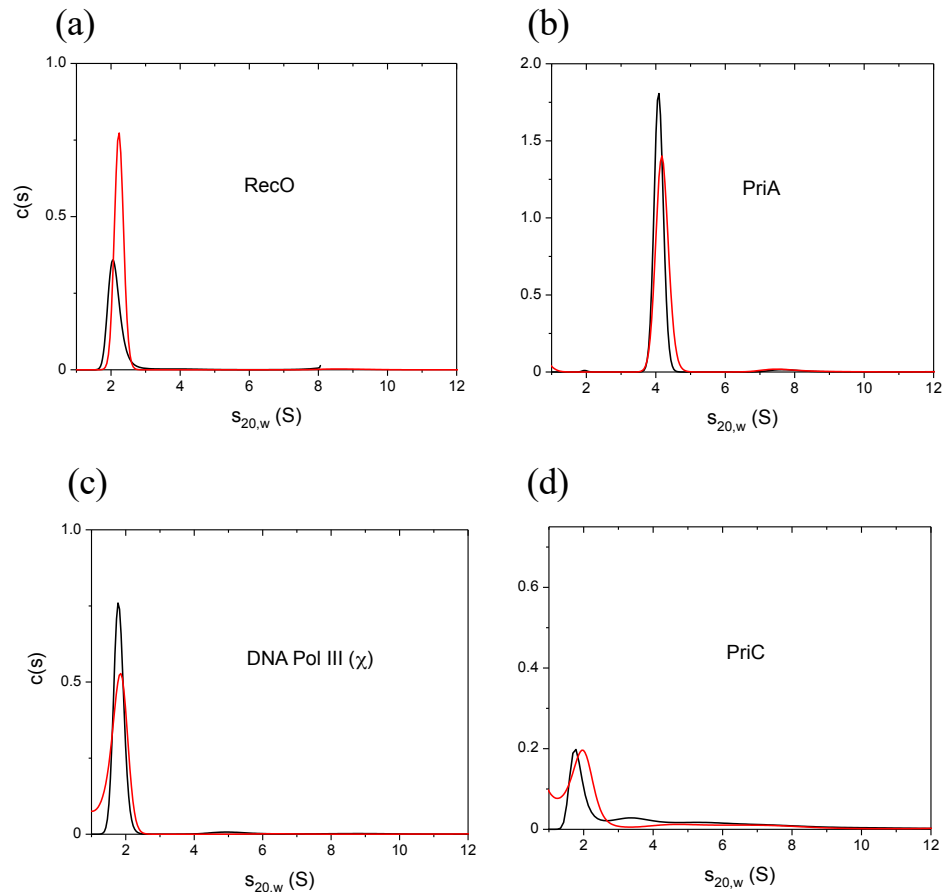 (a)
1.0
0.5
0
c(s)
RecO
2 4 6 8 10 12
s20,w (S)
(b)
2.0
1.5
1.0
0.5
0
PriA
2 4 6 8 10 12
s20,w (S)
(c)
1.0
0.5
0
c(s)
DNA Pol III (χ)
2 4 6 8 10 12
s20,w (S)
(d)
0.6
0.4
0.2
0
PriC
2 4 6 8 10 12
s20,w (S)